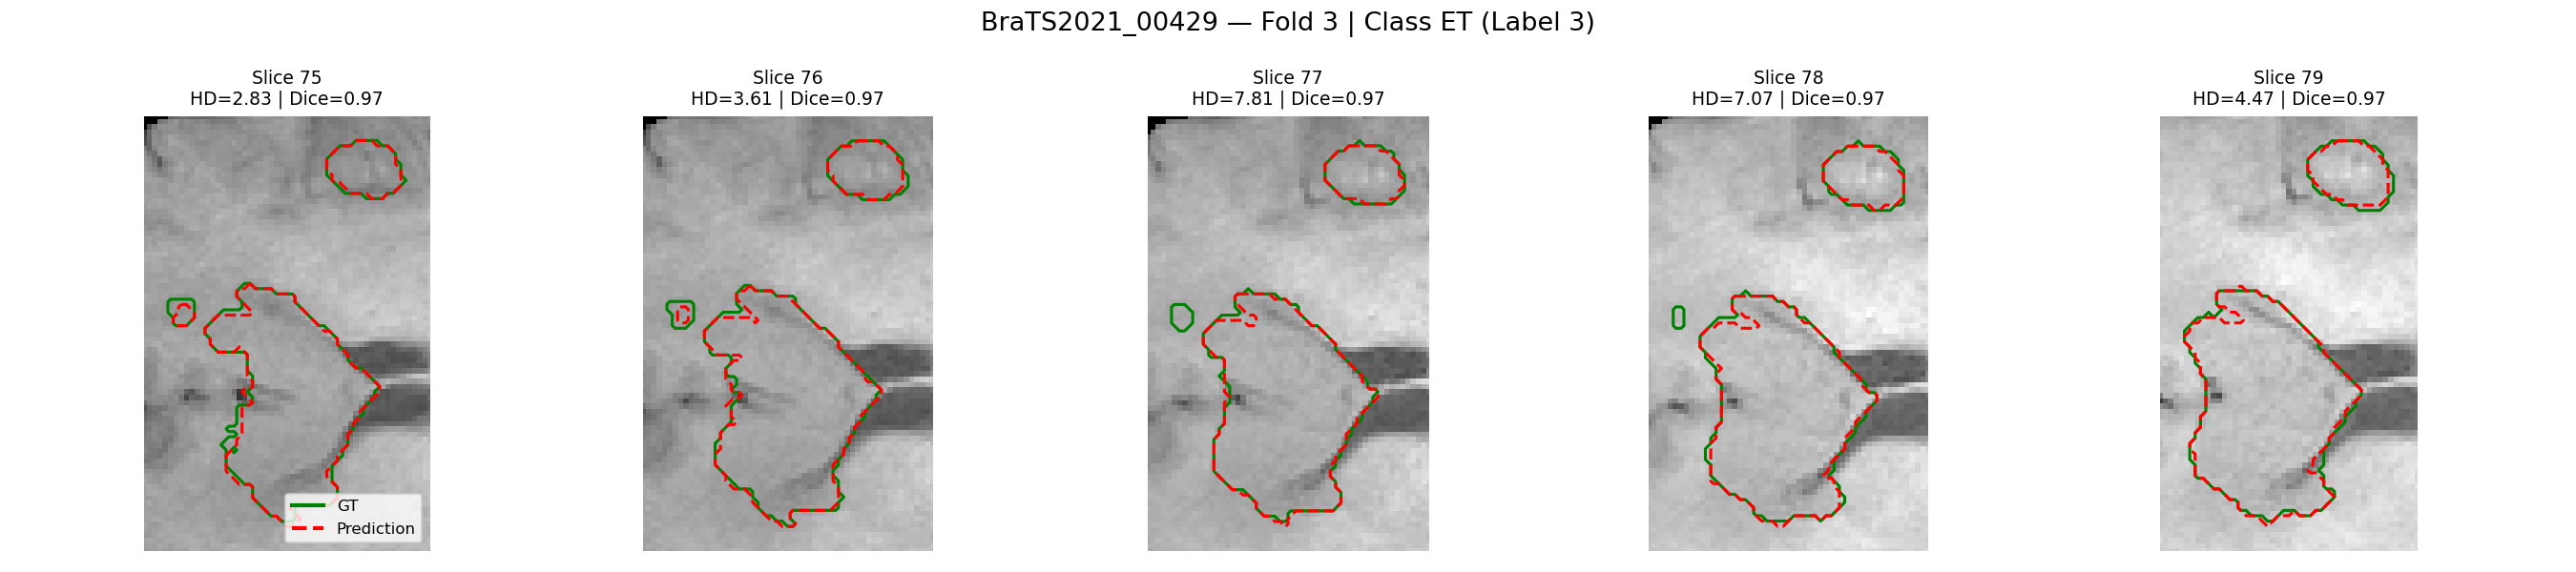 BraTS2021_00429 — Fold 3 | Class ET (Label 3)
Slice 75
HD=2.83 | Dice=0.97
Slice 76
HD=3.61 | Dice=0.97
Slice 77
HD=7.81 | Dice=0.97
Slice 78
HD=7.07 | Dice=0.97
Slice 79
HD=4.47 | Dice=0.97
GT
Prediction